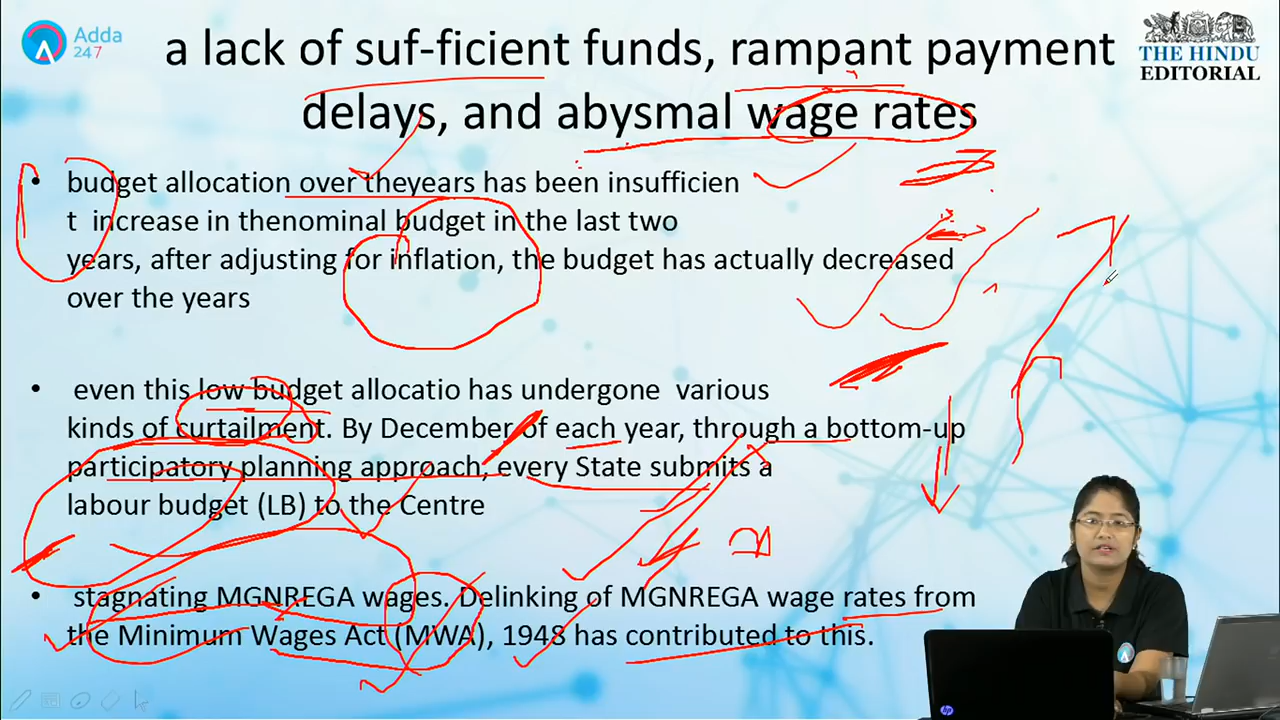 Adda
247
a lack of suf-ficient funds, rampant payment
delays, and abysmal wage rates
THE HINDU
EDITORIAL
• budget allocation over theyears has been insufficien
t increase in thenominal budget in the last two
years, after adjusting for inflation, the budget has actually decreased
over the years
• even this low budget allocatio has undergone various
kinds of curtailment. By December of each year, through a bottom-up
participatory planning approach, every State submits a
labour budget (LB) to the Centre
• stagnating MGNREGA wages. Delinking of MGNREGA wage rates from
the Minimum Wages Act (MWA), 1948 has contributed to this.
hp